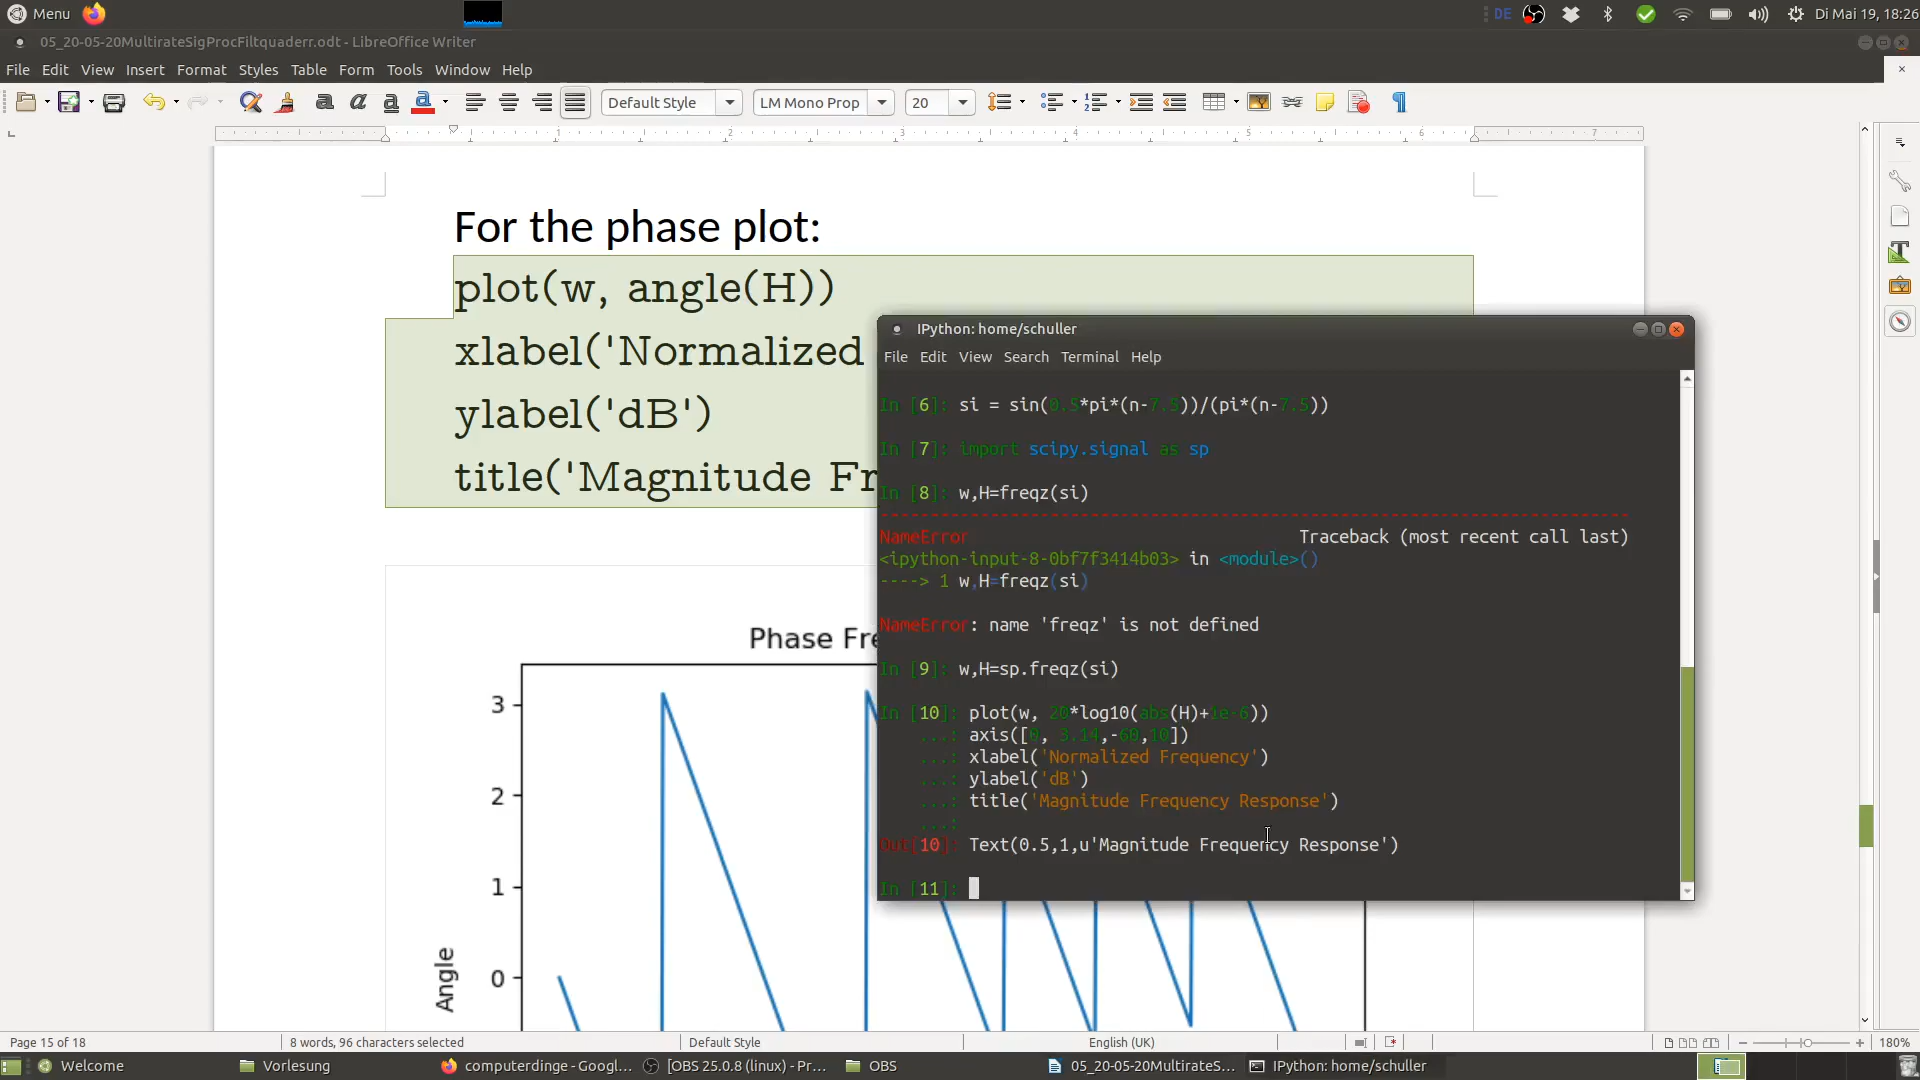 Menu
DE
Di Mai 19, 18:26
05_20-05-20MultirateSigProcFiltquaderr.odt - LibreOffice Writer
File Edit View Insert Format Styles Table Form Tools Window Help
Default Style
LM Mono Prop
20
1 2 3 4 5 6 7
For the phase plot:
plot(w, angle(H))
xlabel('Normalized
ylabel('dB')
title('Magnitude Fr
Phase Fre
3
2
1
0
Angle
IPython: home/schuller
File Edit View Search Terminal Help
In [6]: si = sin(0.5*pi*(n-7.5))/(pi*(n-7.5))
In [7]: import scipy.signal as sp
In [8]: w,H=freqz(si)
NameError Traceback (most recent call last)
<ipython-input-8-0bf7f3414b03> in <module>()
----> 1 w,H=freqz(si)
NameError: name 'freqz' is not defined
In [9]: w,H=sp.freqz(si)
In [10]: plot(w, 20*log10(abs(H)+1e-6))
...: axis([0, 3.14,-60,10])
...: xlabel('Normalized Frequency')
...: ylabel('dB')
...: title('Magnitude Frequency Response')
...:
Out[10]: Text(0.5,1,u'Magnitude Frequency Response')
In [11]:
Page 15 of 18
8 words, 96 characters selected
Default Style
English (UK)
180%
Welcome
Vorlesung
computerdinge - Googl...
[OBS 25.0.8 (linux) - Pr...
OBS
05_20-05-20MultirateS...
IPython: home/schuller